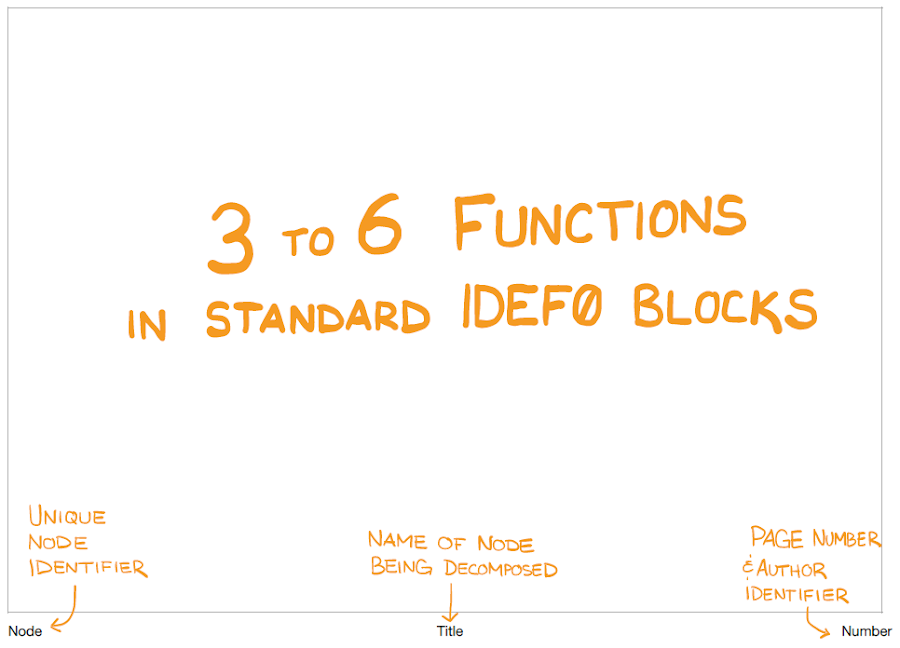 3 TO 6 FUNCTIONS
IN STANDARD IDEF0 BLOCKS
UNIQUE
NODE
IDENTIFIER
NAME OF NODE
BEING DECOMPOSED
PAGE NUMBER
& AUTHOR
IDENTIFIER
Node
Title
Number